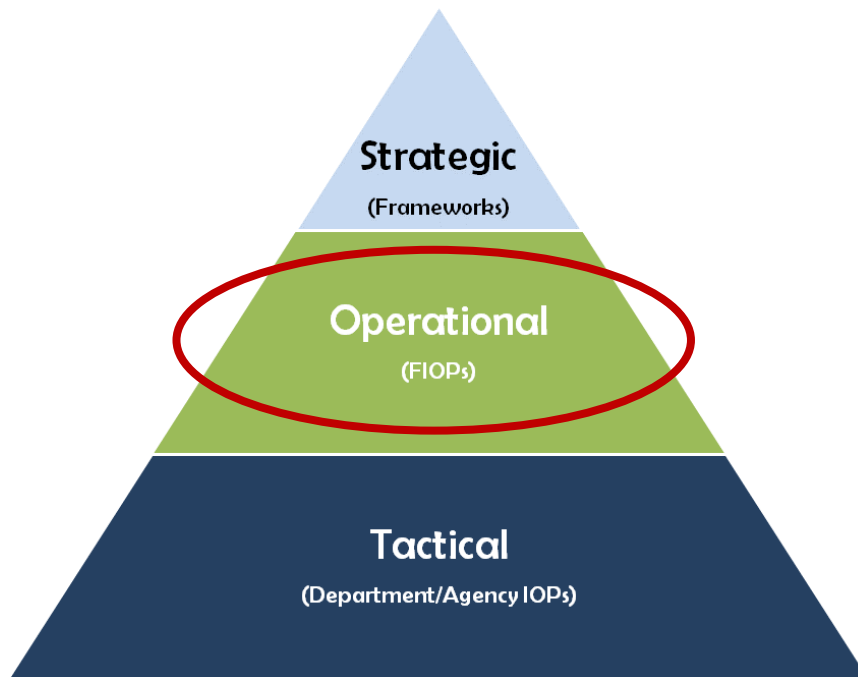 Strategic
(Frameworks)
Operational
(FIOPs)
Tactical
(Department/Agency IOPs)